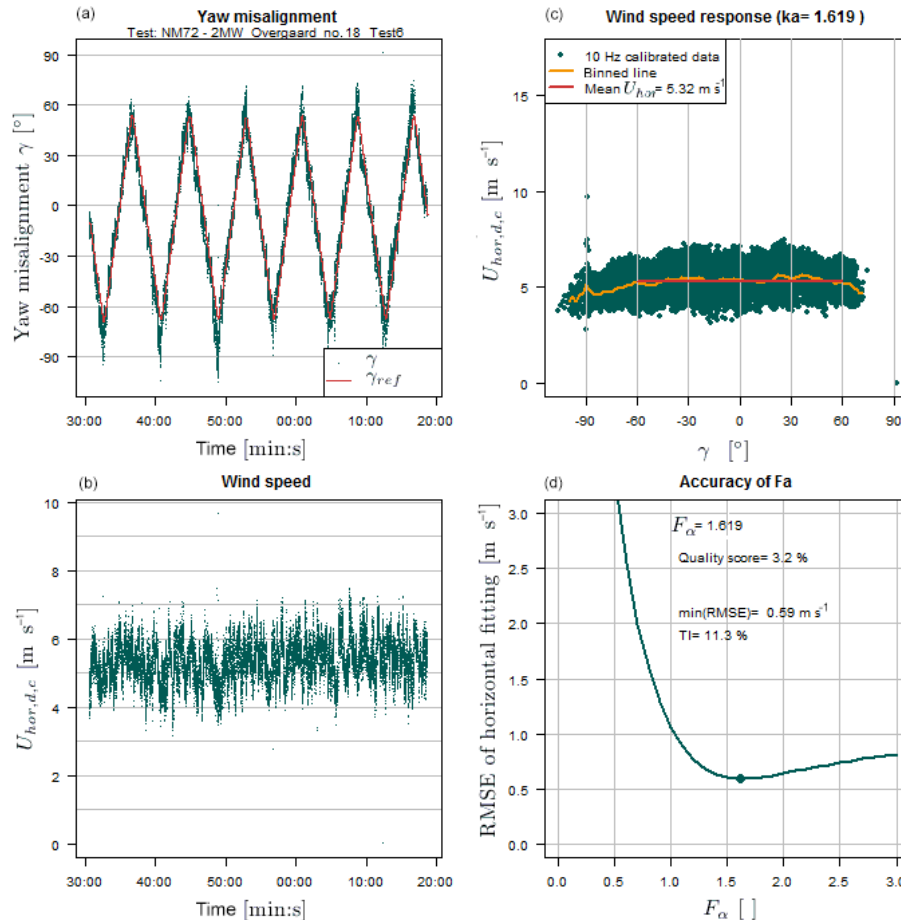 (a)
Yaw misalignment
Test: NM72 - 2MW Overgaard no.18 Test6
Yaw misalignment γ [°]
90
60
30
0
-30
-60
-90
γ
γref
30:00 40:00 50:00 00:00 10:00 20:00
Time [min:s]
(c)
Wind speed response (ka= 1.619 )
10 Hz calibrated data
Binned line
Mean Uhor= 5.32 m s⁻¹
Uhor,d,c [m s⁻¹]
15
10
5
0
-90 -60 -30 0 30 60 90
γ [°]
(b)
Wind speed
Uhor,d,c [m s⁻¹]
10
8
6
4
2
0
30:00 40:00 50:00 00:00 10:00 20:00
Time [min:s]
(d)
Accuracy of Fa
Fα= 1.619
Quality score= 3.2 %
min(RMSE)= 0.59 m s⁻¹
TI= 11.3 %
RMSE of horizontal fitting [m s⁻¹]
3.0
2.5
2.0
1.5
1.0
0.5
0.0
0.0 0.5 1.0 1.5 2.0 2.5 3.0
Fα [ ]